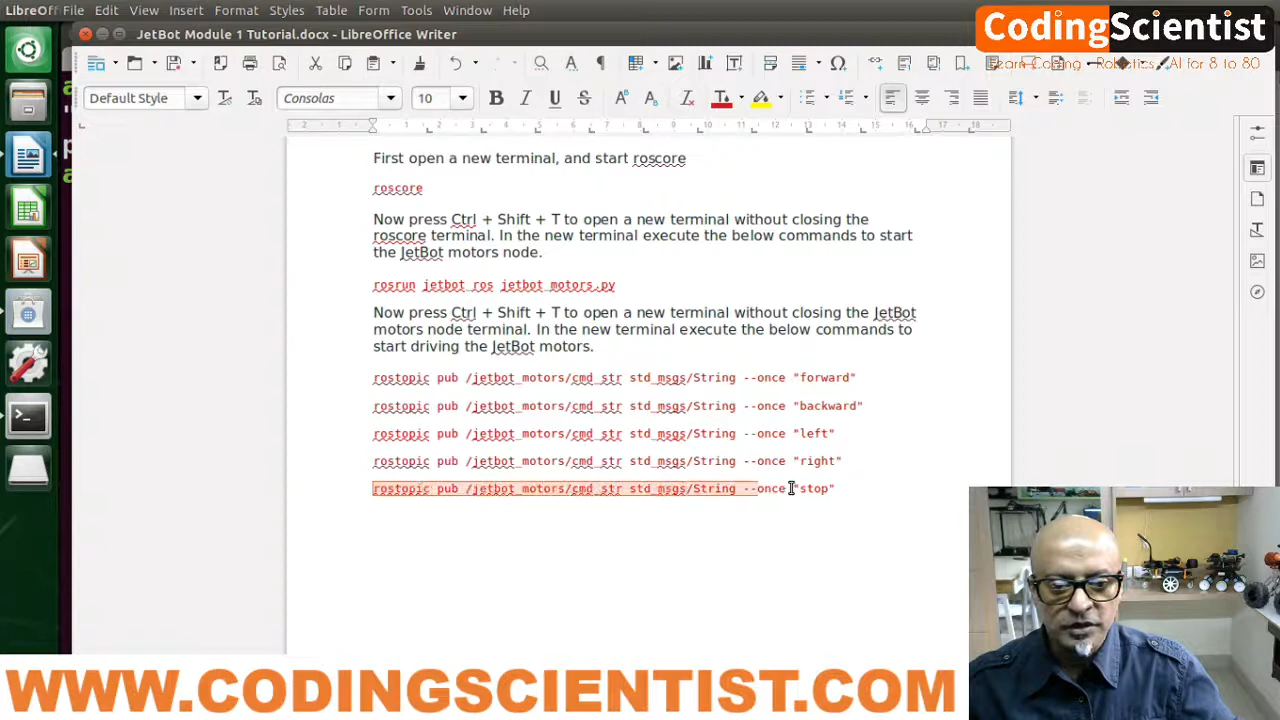 LibreOff File Edit View Insert Format Styles Table Form Tools Window Help
JetBot Module 1 Tutorial.docx - LibreOffice Writer
CodingScientist
Learn Coding - Robotics - AI for 8 to 80
Default Style
Consolas
10
First open a new terminal, and start roscore
roscore
Now press Ctrl + Shift + T to open a new terminal without closing the
roscore terminal. In the new terminal execute the below commands to start
the JetBot motors node.
rosrun jetbot_ros jetbot_motors.py
Now press Ctrl + Shift + T to open a new terminal without closing the JetBot
motors node terminal. In the new terminal execute the below commands to
start driving the JetBot motors.
rostopic pub /jetbot_motors/cmd_str std_msgs/String --once "forward"
rostopic pub /jetbot_motors/cmd_str std_msgs/String --once "backward"
rostopic pub /jetbot_motors/cmd_str std_msgs/String --once "left"
rostopic pub /jetbot_motors/cmd_str std_msgs/String --once "right"
rostopic pub /jetbot_motors/cmd_str std_msgs/String --once "stop"
WWW.CODINGSCIENTIST.COM